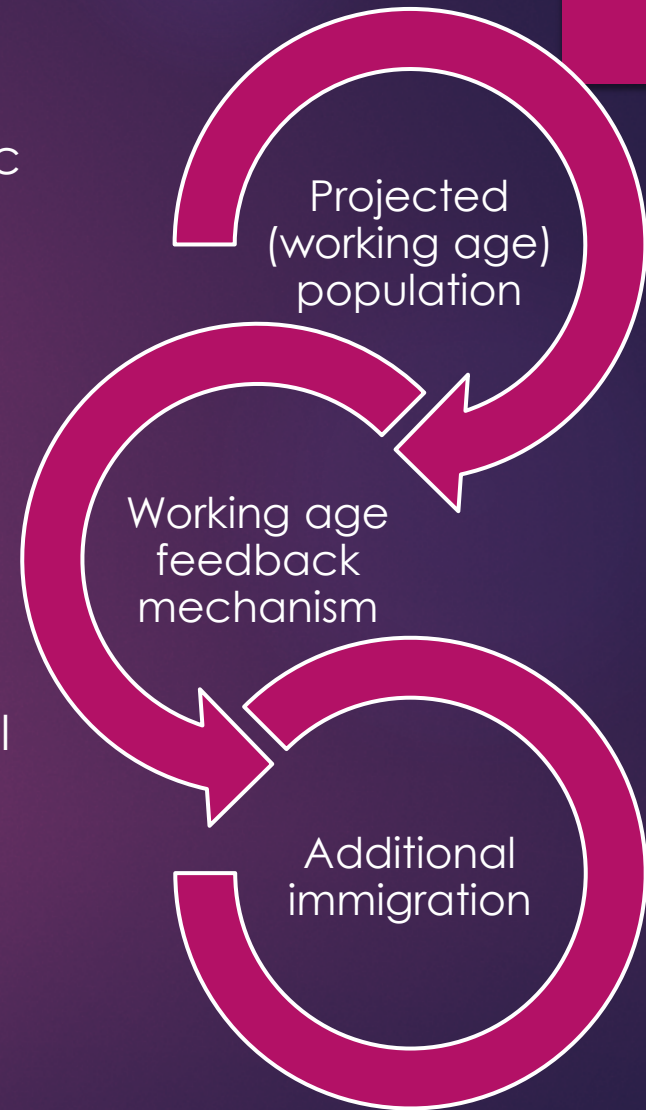 c
Projected
(working age)
population
Working age
feedback
mechanism
l
Additional
immigration